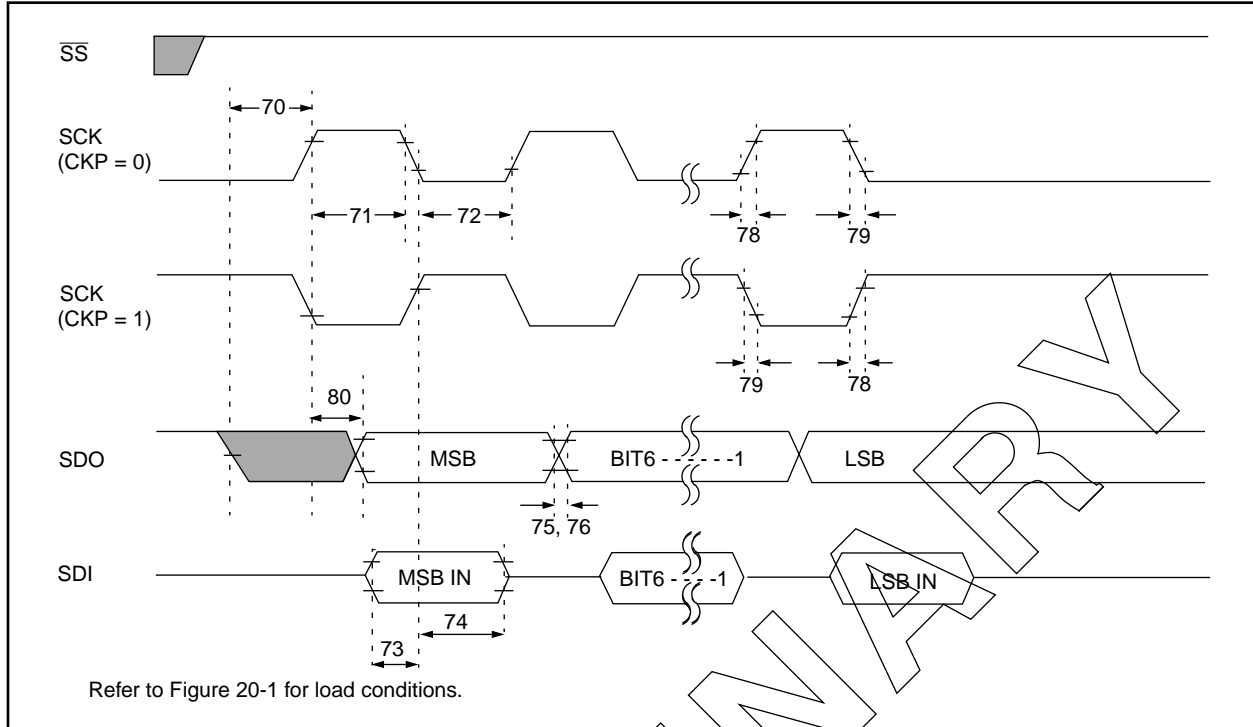 SS
70
SCK
(CKP = 0)
71
72
78
79
SCK
(CKP = 1)
79
78
80
SDO
MSB
BIT6 - - - - - -1
LSB
75, 76
SDI
MSB IN
BIT6 - - - -1
LSB IN
74
73
Refer to Figure 20-1 for load conditions.
NARY